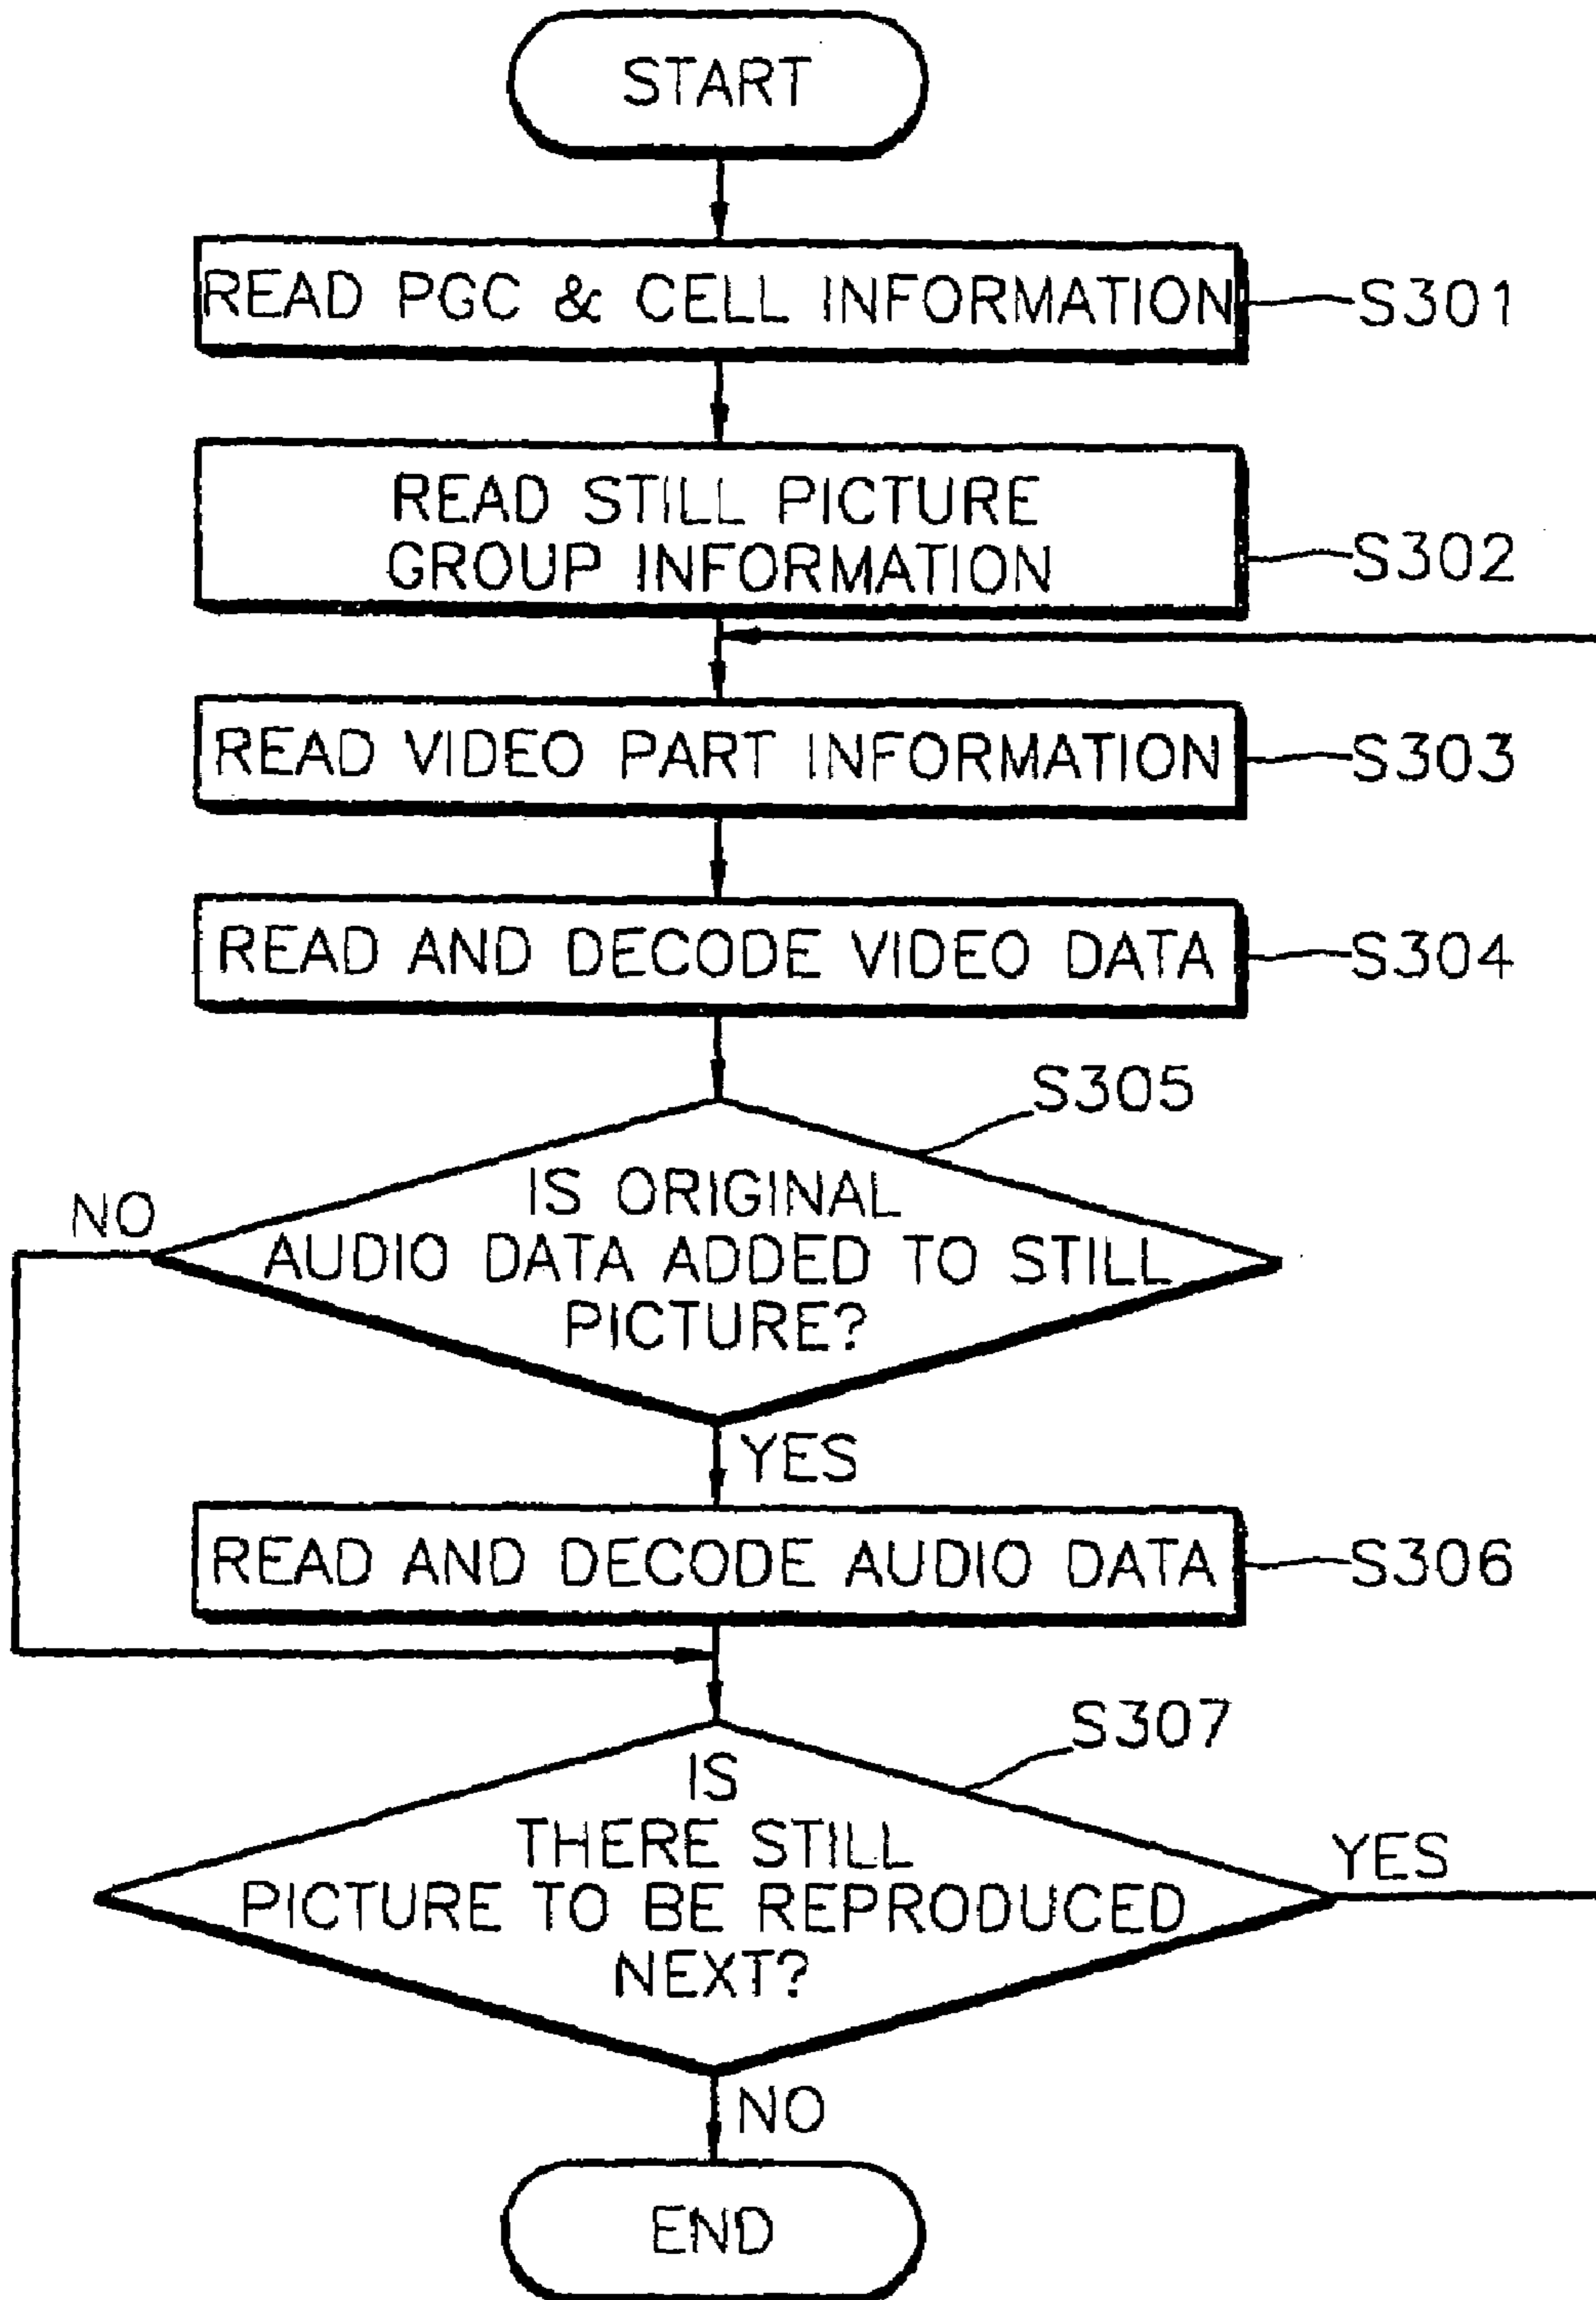 START
READ PGC & CELL INFORMATION
S301
READ STILL PICTURE
GROUP INFORMATION
S302
READ VIDEO PART INFORMATION
S303
READ AND DECODE VIDEO DATA
S304
S305
IS ORIGINAL
AUDIO DATA ADDED TO STILL
PICTURE?
NO
YES
READ AND DECODE AUDIO DATA
S306
S307
IS
THERE STILL
PICTURE TO BE REPRODUCED
NEXT?
YES
NO
END